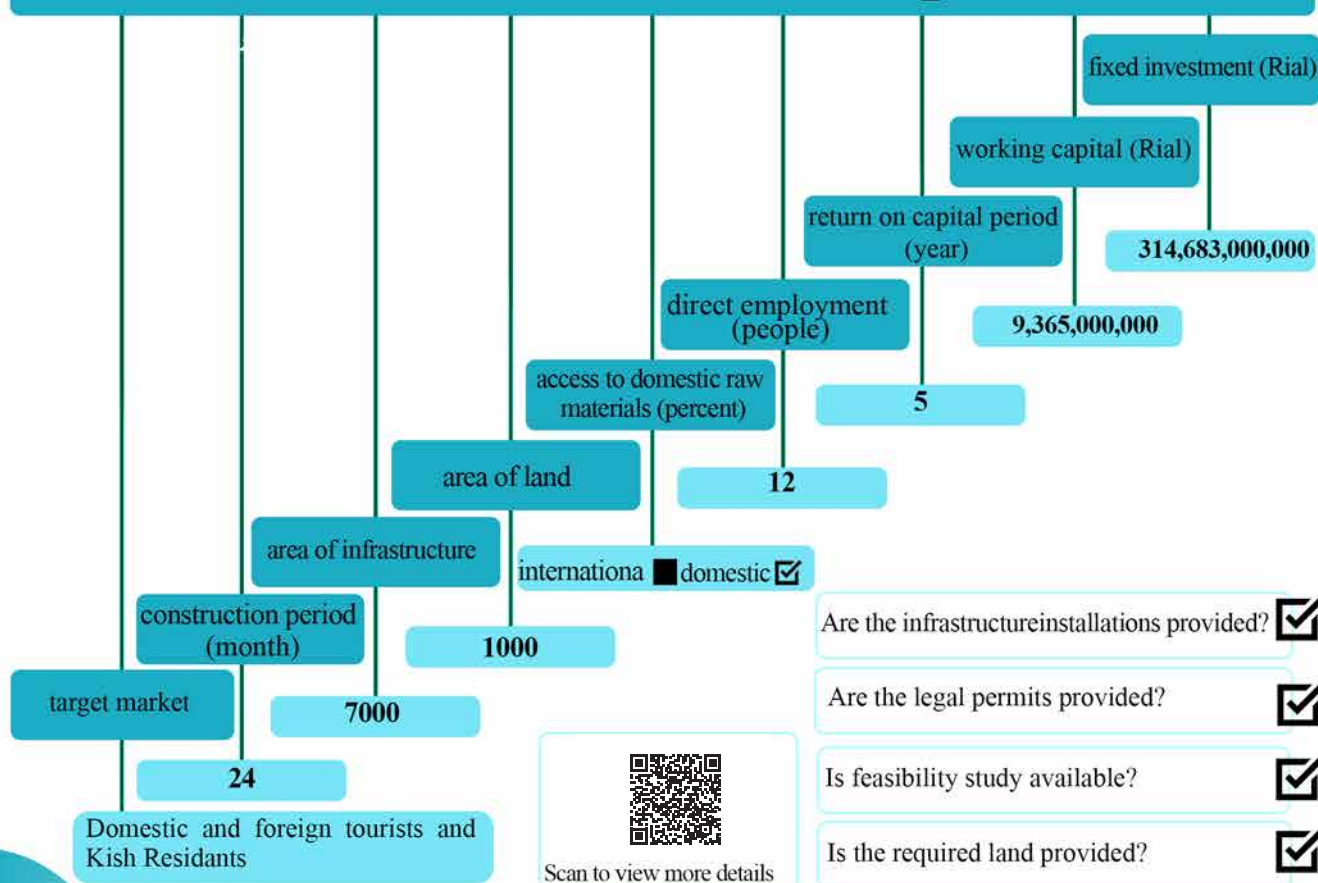 fixed investment (Rial)
314,683,000,000
working capital (Rial)
9,365,000,000
return on capital period
(year)
5
direct employment
(people)
12
access to domestic raw
materials (percent)
internationa domestic
area of land
1000
area of infrastructure
7000
construction period
(month)
24
target market
Domestic and foreign tourists and
Kish Residants
Scan to view more details
Are the infrastructureinstallations provided?
Are the legal permits provided?
Is feasibility study available?
Is the required land provided?